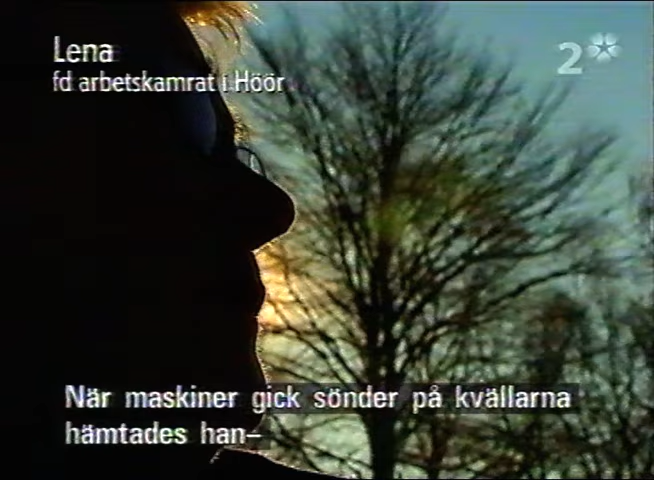 Lena
fd arbetskamrat i Höör
2
När maskiner gick sönder på kvällarna
hämtades han–